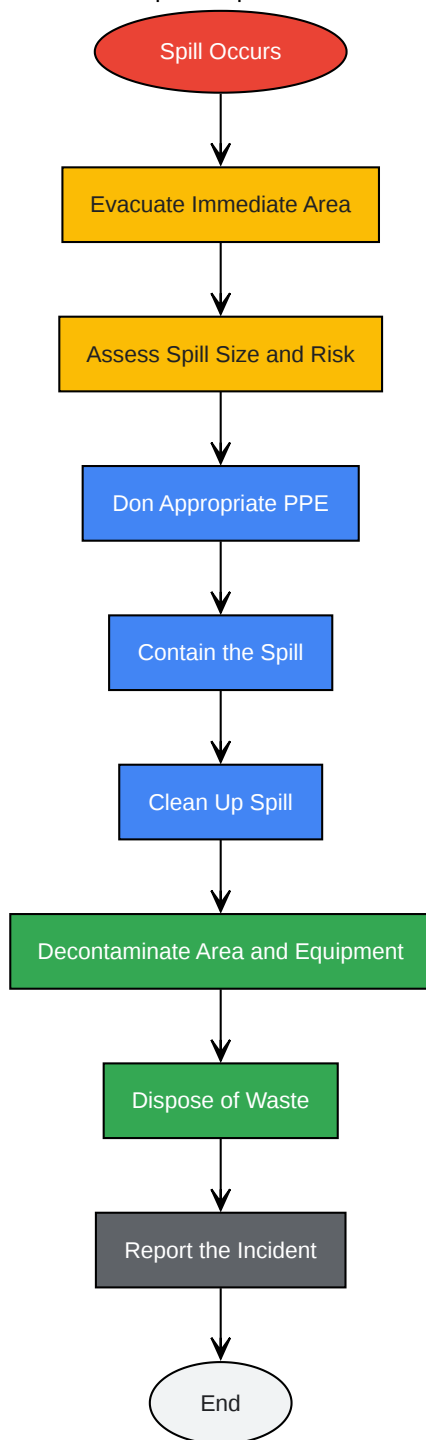 Spill Occurs
Evacuate Immediate Area
Assess Spill Size and Risk
Don Appropriate PPE
Contain the Spill
Clean Up Spill
Decontaminate Area and Equipment
Dispose of Waste
Report the Incident
End